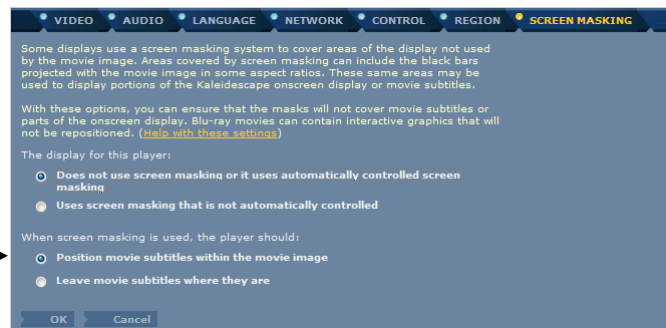 VIDEO AUDIO LANGUAGE NETWORK CONTROL REGION SCREEN MASKING
Some displays use a screen masking system to cover areas of the display not used
by the movie image. Areas covered by screen masking can include the black bars
projected with the movie image in some aspect ratios. These same areas may be
used to display portions of the Kaleidescape onscreen display or movie subtitles.
With these options, you can ensure that the masks will not cover movie subtitles or
parts of the onscreen display. Blu-ray movies can contain interactive graphics that will
not be repositioned. (Help with these settings)
The display for this player:
Does not use screen masking or it uses automatically controlled screen
masking
Uses screen masking that is not automatically controlled
When screen masking is used, the player should:
Position movie subtitles within the movie image
Leave movie subtitles where they are
OK Cancel